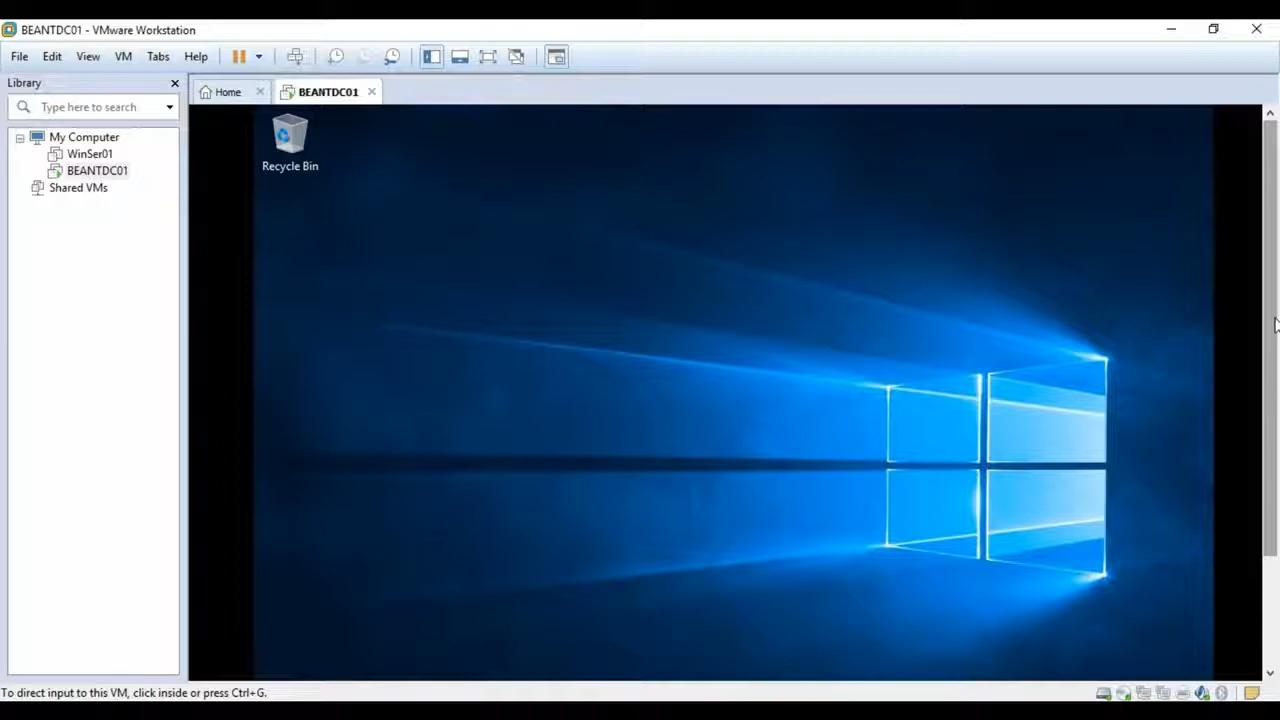 BEANTDC01 - VMware Workstation
File Edit View VM Tabs Help
Library
Type here to search
My Computer
WinSer01
BEANTDC01
Shared VMs
Home
BEANTDC01
Recycle Bin
To direct input to this VM, click inside or press Ctrl+G.